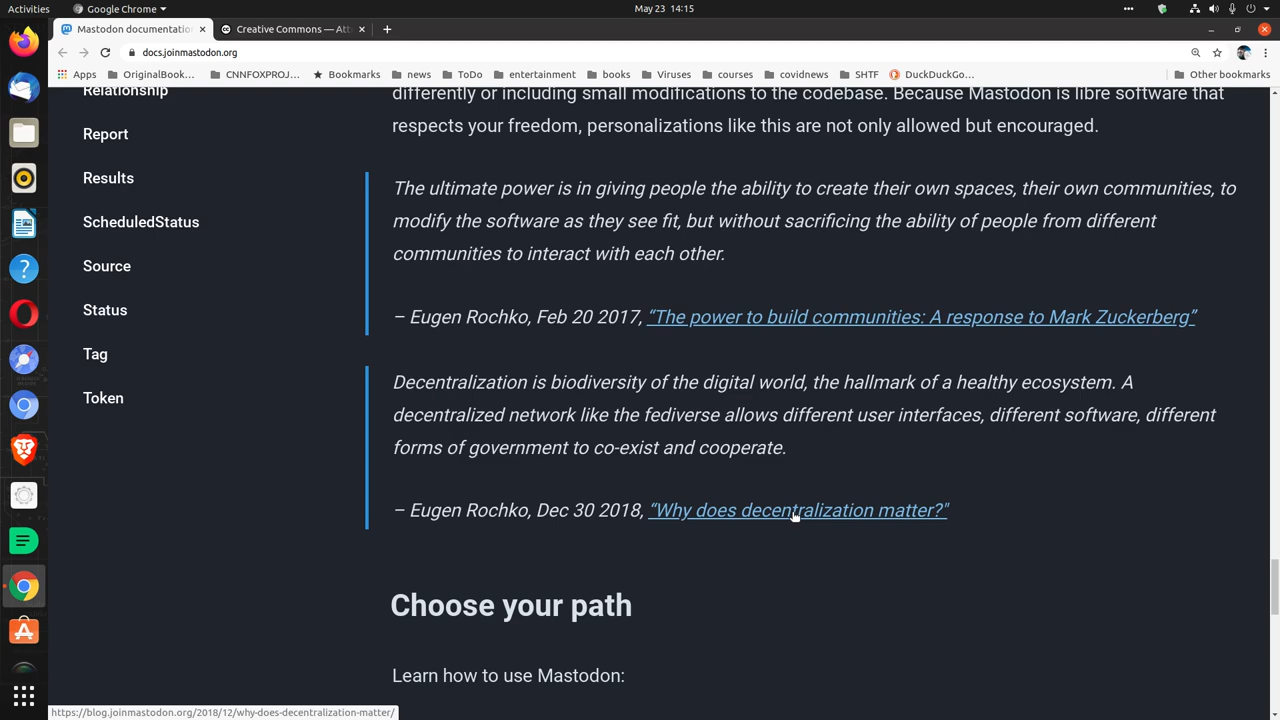 Activities
Google Chrome
May 23 14:15
Mastodon documentatio
Creative Commons — Att
docs.joinmastodon.org
Apps
OriginalBook...
CNNFOXPROJ...
Bookmarks
news
ToDo
entertainment
books
Viruses
courses
covidnews
SHTF
DuckDuckGo...
Other bookmarks
Relationship
Report
Results
ScheduledStatus
Source
Status
Tag
Token
differently or including small modifications to the codebase. Because Mastodon is libre software that
respects your freedom, personalizations like this are not only allowed but encouraged.
The ultimate power is in giving people the ability to create their own spaces, their own communities, to
modify the software as they see fit, but without sacrificing the ability of people from different
communities to interact with each other.
– Eugen Rochko, Feb 20 2017, “The power to build communities: A response to Mark Zuckerberg”
Decentralization is biodiversity of the digital world, the hallmark of a healthy ecosystem. A
decentralized network like the fediverse allows different user interfaces, different software, different
forms of government to co-exist and cooperate.
– Eugen Rochko, Dec 30 2018, “Why does decentralization matter?"
Choose your path
Learn how to use Mastodon:
https://blog.joinmastodon.org/2018/12/why-does-decentralization-matter/